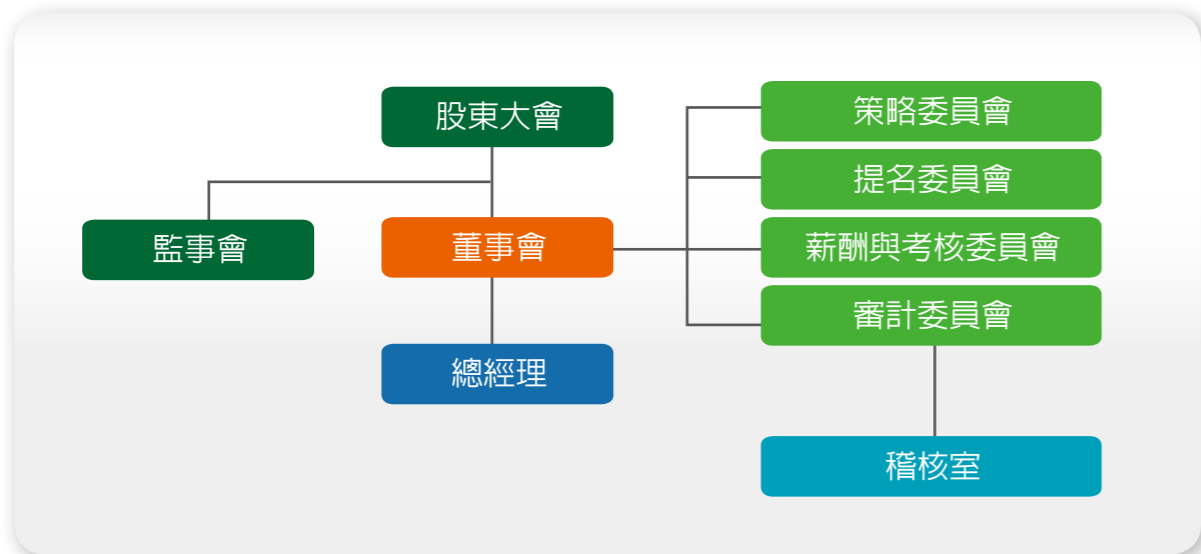 股東大會
監事會
董事會
總經理
策略委員會
提名委員會
薪酬與考核委員會
審計委員會
稽核室